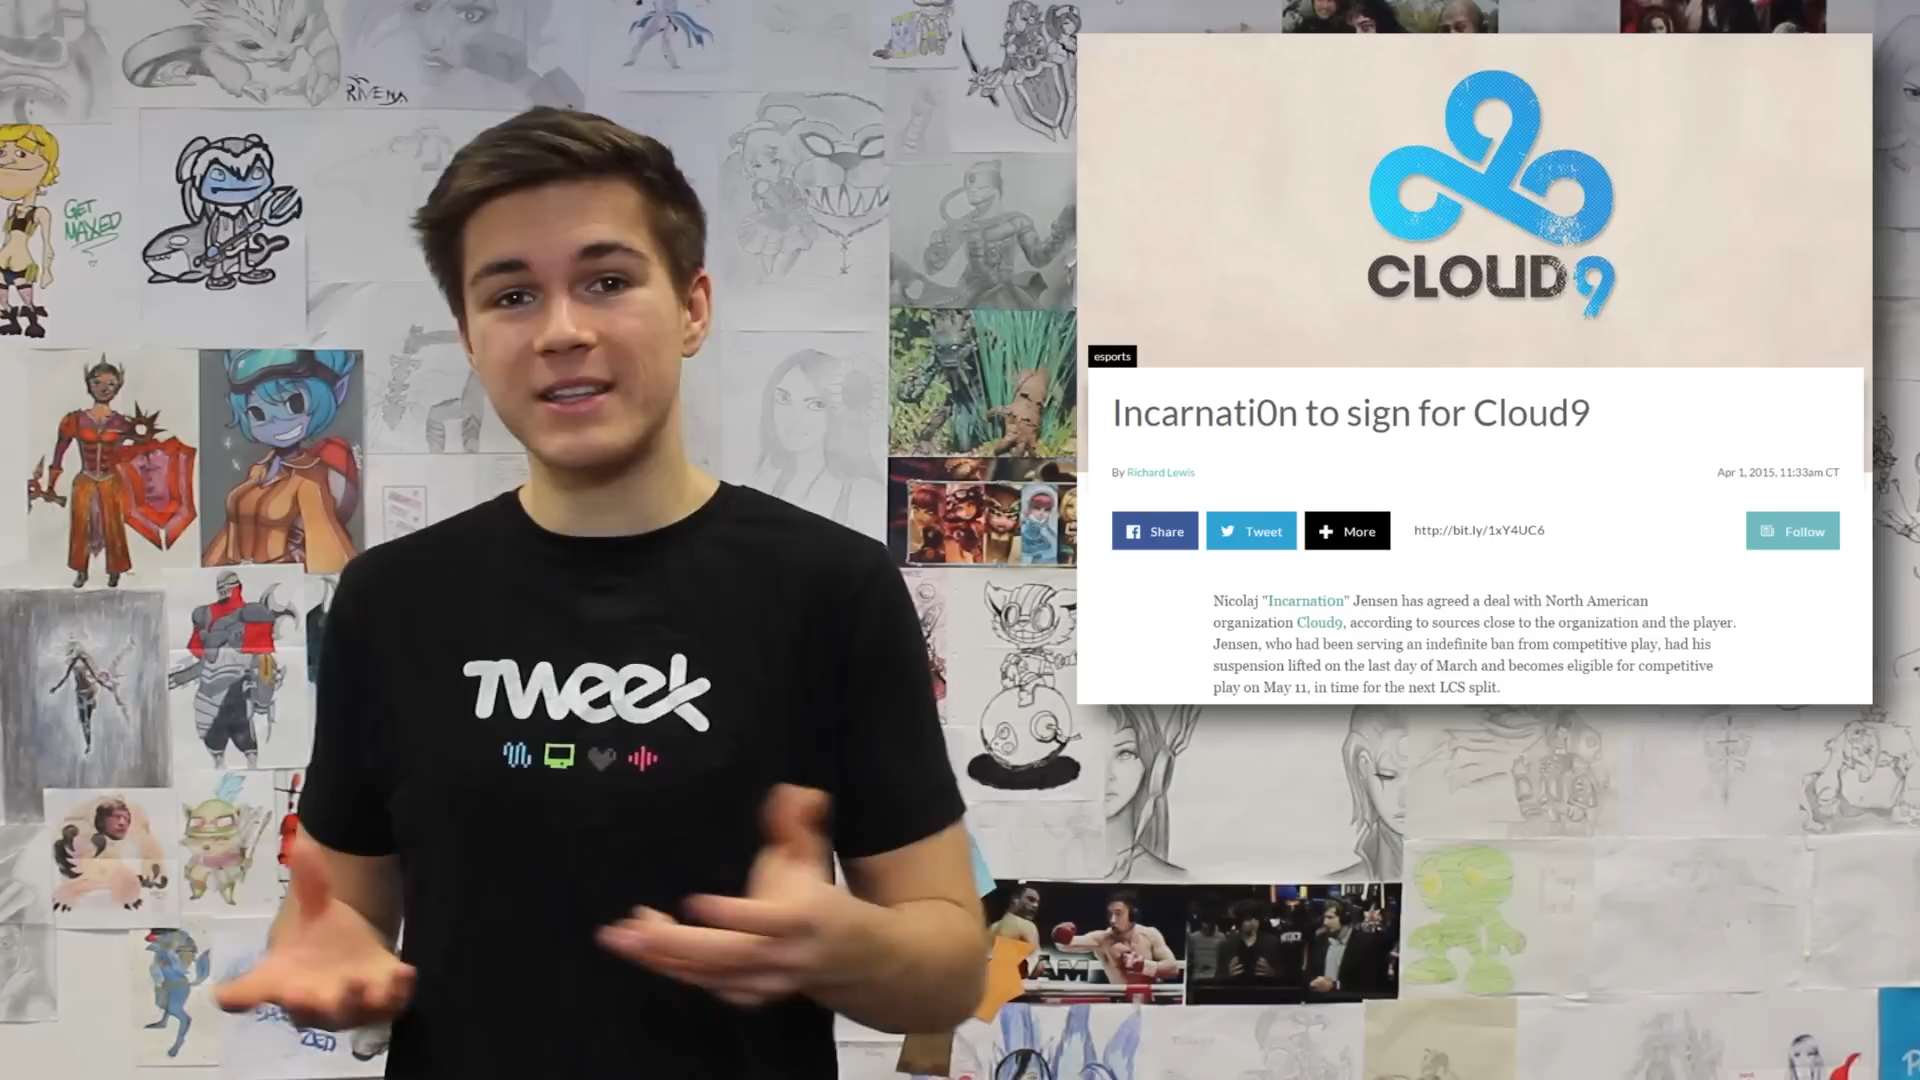 RIVENA
GET
MAXED
CLOUD9
esports
Incarnati0n to sign for Cloud9
By Richard Lewis
Apr 1, 2015, 11:33am CT
Share
Tweet
More
http://bit.ly/1xY4UC6
Follow
Nicolaj "Incarnati0n" Jensen has agreed a deal with North American
organization Cloud9, according to sources close to the organization and the player.
Jensen, who had been serving an indefinite ban from competitive play, had his
suspension lifted on the last day of March and becomes eligible for competitive
play on May 11, in time for the next LCS split.
TWeek
ZED